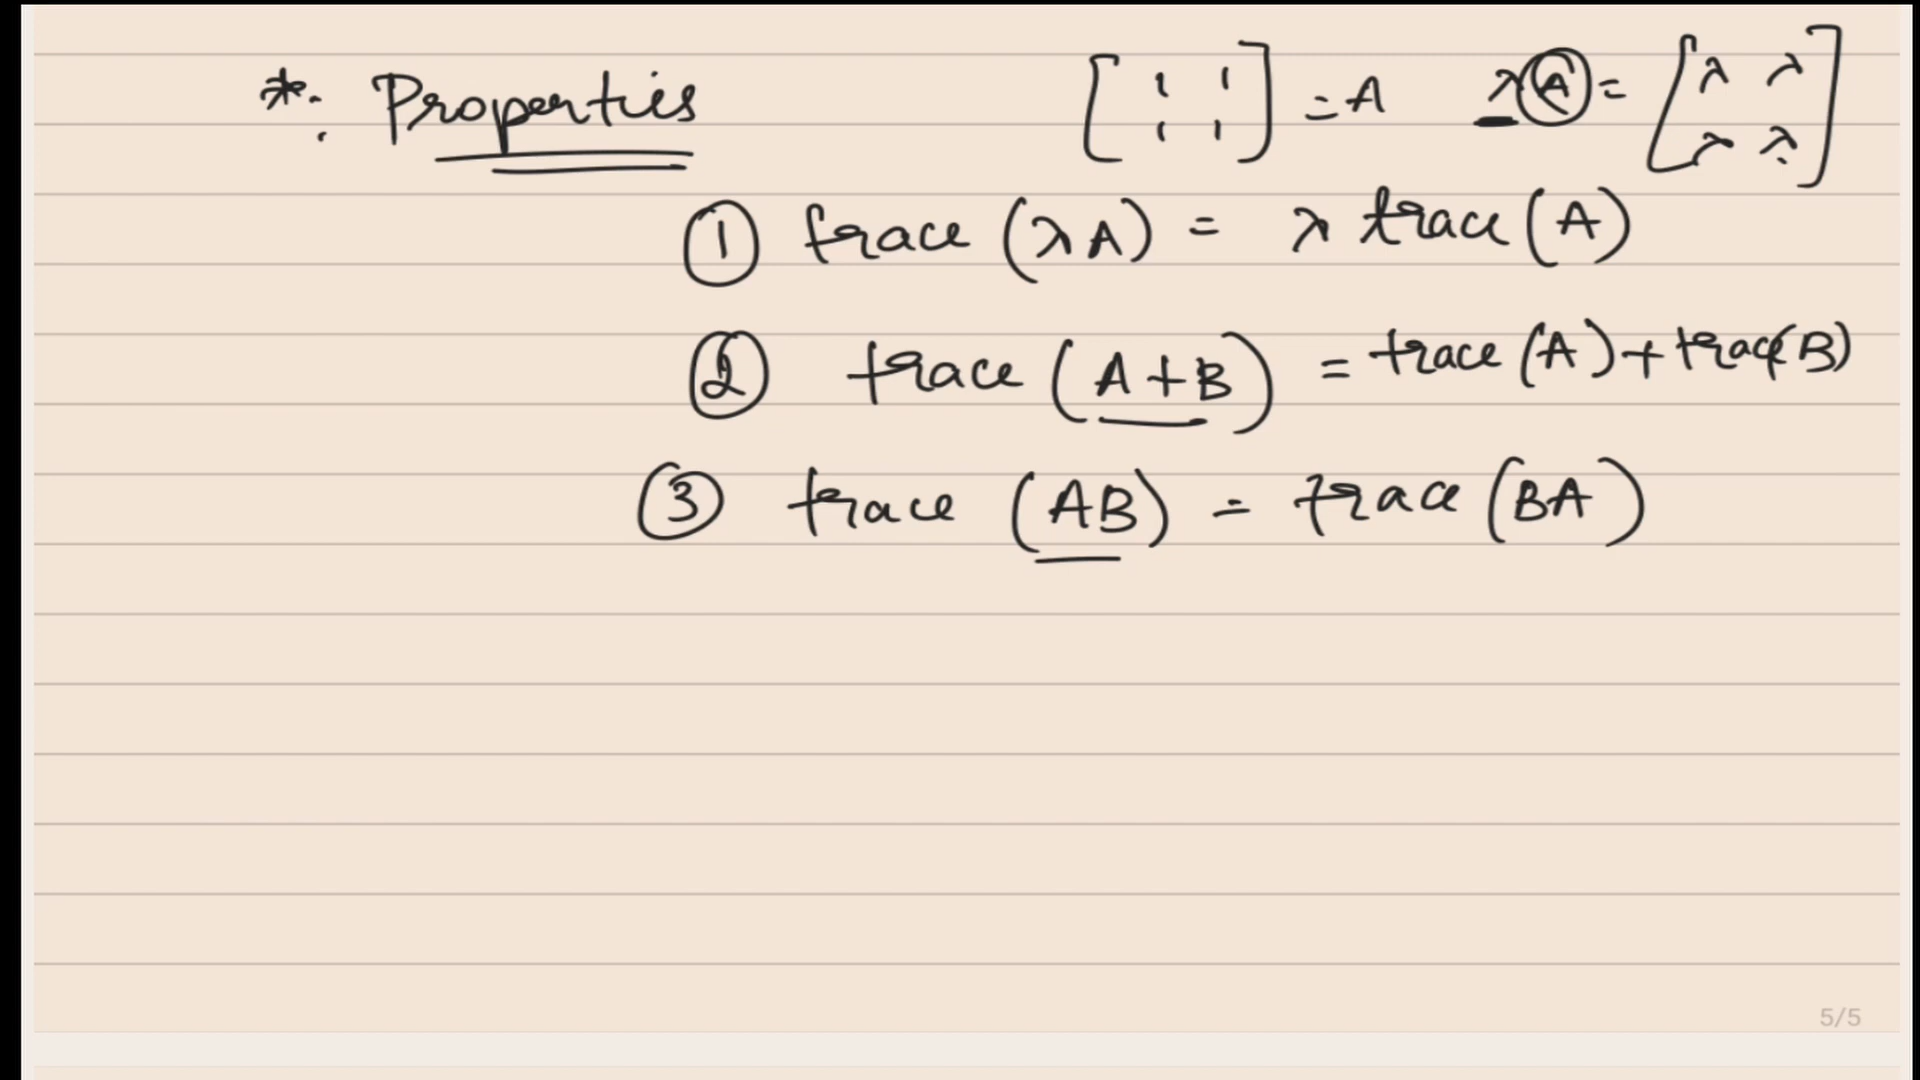 *: Properties [1 1 1 1] = A λA = [λ λ λ λ]
① trace (λA) = λ trace (A)
② trace (A+B) = trace (A) + trace(B)
③ trace (AB) = trace (BA)
5/5